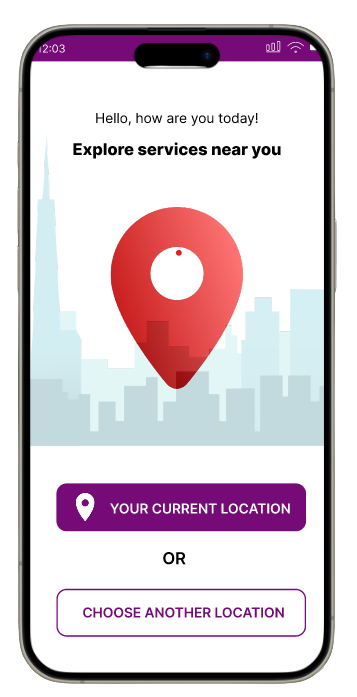 12:03
Hello, how are you today!
Explore services near you
YOUR CURRENT LOCATION
OR
CHOOSE ANOTHER LOCATION